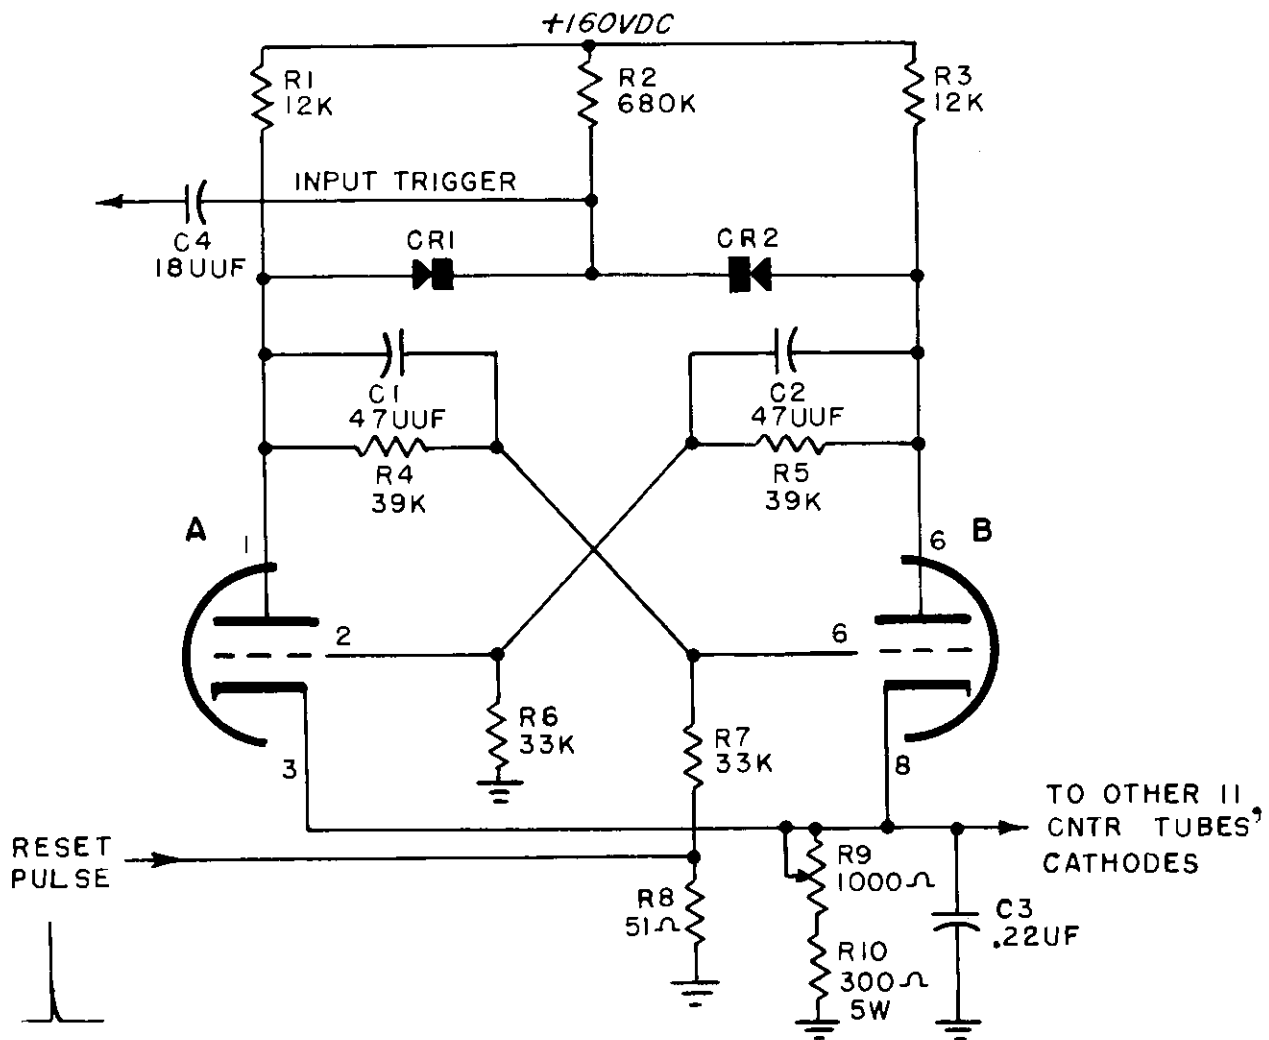 +160VDC
R1
12K
R2
680K
R3
12K
INPUT TRIGGER
C4
18UUF
CR1
CR2
C1
47UUF
C2
47UUF
R4
39K
R5
39K
A
1
6
B
2
6
R6
33K
R7
33K
3
8
TO OTHER 11
CNTR TUBES'
CATHODES
RESET
PULSE
R9
1000Ω
R8
51Ω
C3
.22UF
R10
300Ω
5W